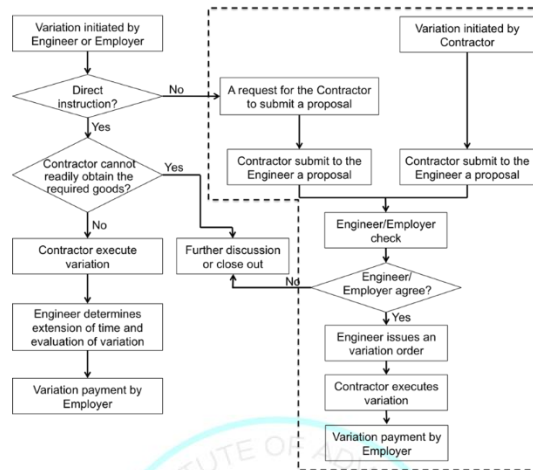 Variation initiated by
Engineer or Employer
Variation initiated by
Contractor
Direct
instruction?
No
A request for the Contractor
to submit a proposal
Yes
Contractor cannot
readily obtain the
required goods?
Yes
Contractor submit to the
Engineer a proposal
Contractor submit to the
Engineer a proposal
No
Engineer/Employer
check
Contractor execute
variation
Further discussion
or close out
No
Engineer/
Employer agree?
Yes
Engineer determines
extension of time and
evaluation of variation
Engineer issues an
variation order
Contractor executes
variation
Variation payment by
Employer
Variation payment by
Employer